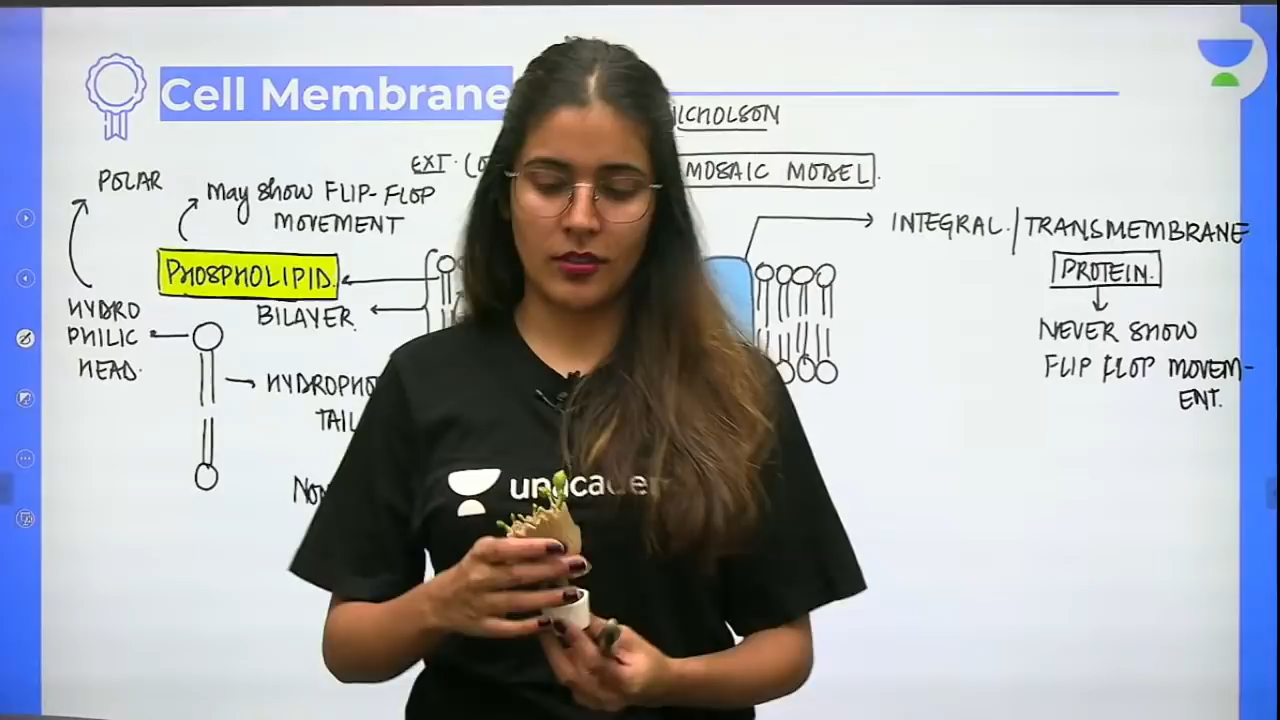 Cell Membrane
NICHOLSON
EXT.
MOSAIC MODEL.
POLAR
May show FLIP-FLOP
MOVEMENT
INTEGRAL / TRANSMEMBRANE
PROTEIN.
PHOSPHOLIPID.
BILAYER
HYDRO
PHILIC
HEAD.
NEVER SHOW
FLIP FLOP MOVEM-
ENT.
TAIL
unacade